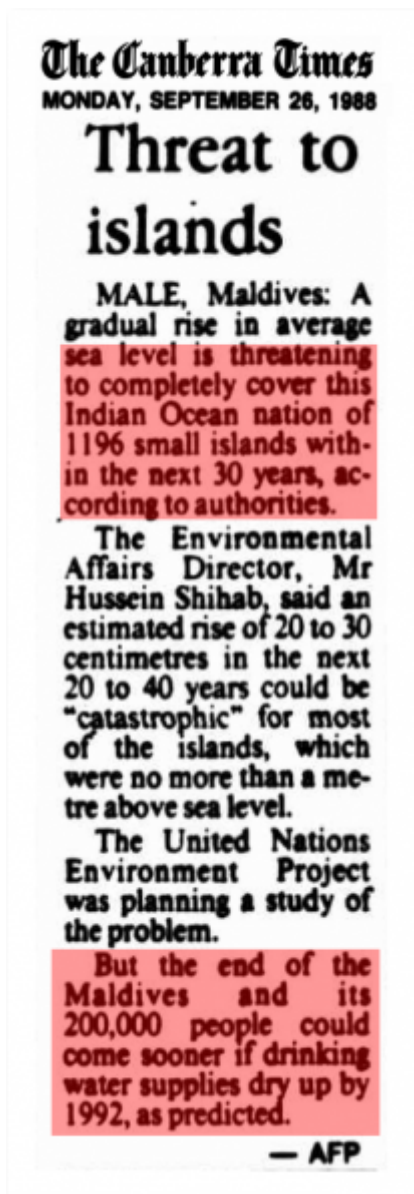 The Canberra Times
MONDAY, SEPTEMBER 26, 1988
Threat to
islands
MALE, Maldives: A
gradual rise in average
sea level is threatening
to completely cover this
Indian Ocean nation of
1196 small islands with-
in the next 30 years, ac-
cording to authorities.
The Environmental
Affairs Director, Mr
Hussein Shihab, said an
estimated rise of 20 to 30
centimetres in the next
20 to 40 years could be
"catastrophic" for most
of the islands, which
were no more than a me-
tre above sea level.
The United Nations
Environment Project
was planning a study of
the problem.
But the end of the
Maldives and its
200,000 people could
come sooner if drinking
water supplies dry up by
1992, as predicted.
— AFP